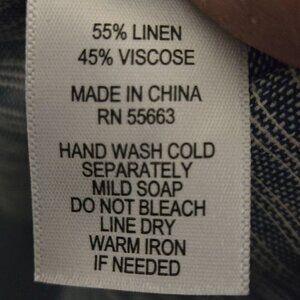 55% LINEN
45% VISCOSE
MADE IN CHINA
RN 55663
HAND WASH COLD
SEPARATELY
MILD SOAP
DO NOT BLEACH
LINE DRY
WARM IRON
IF NEEDED